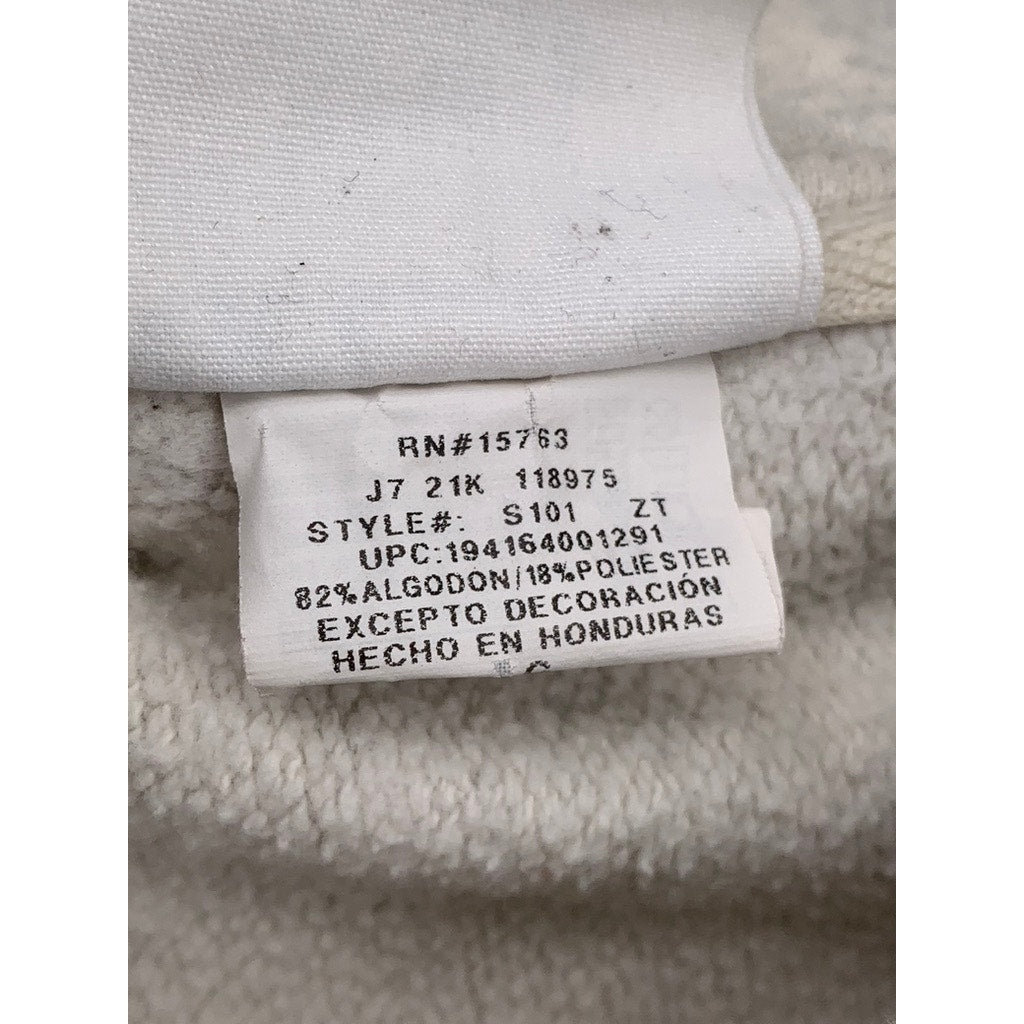 RN#15763
J7 21K 118975
STYLE#: S101 ZT
UPC:194164001291
82%ALGODON/18%POLIESTER
EXCEPTO DECORACIÓN
HECHO EN HONDURAS